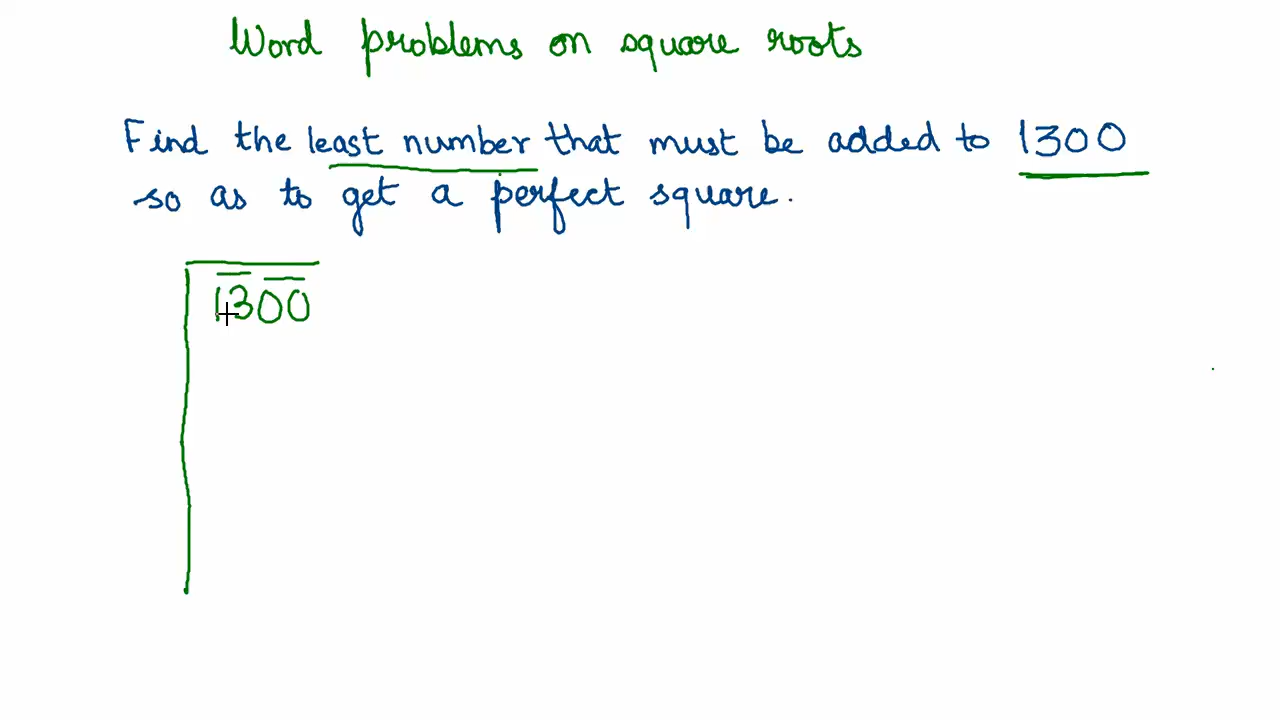 Word problems on square roots
Find the least number that must be added to 1300
so as to get a perfect square.
1300